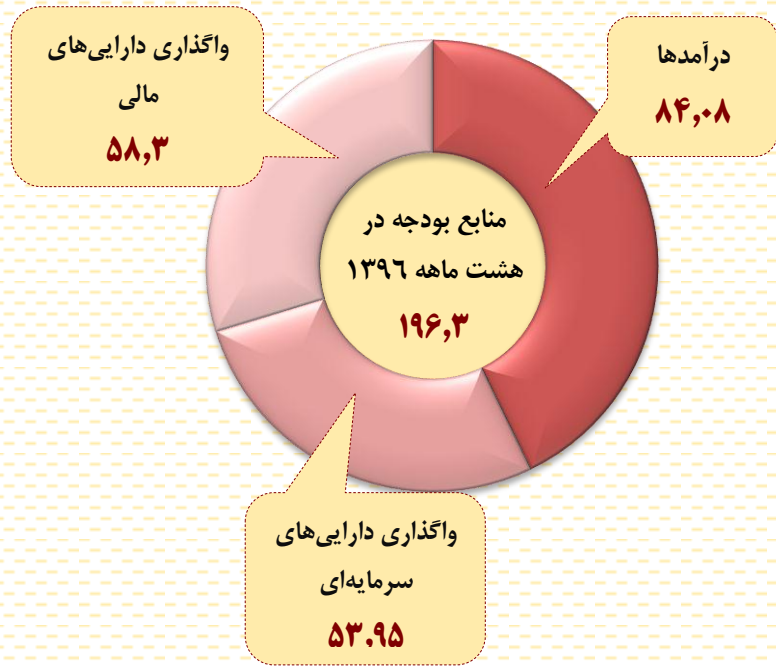 درآمدها
۸۴,۰۸
واگذاری دارایی‌های
مالی
۵۸,۳
منابع بودجه در
هشت ماهه ۱۳۹٦
۱۹۶,۳
واگذاری دارایی‌های
سرمایه‌ای
۵۳.۹۵